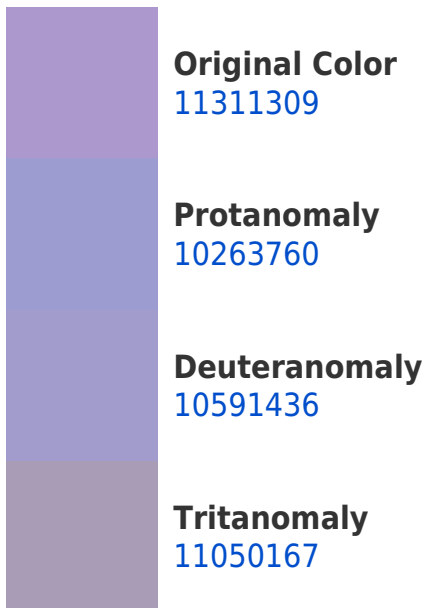 Original Color
11311309
Protanomaly
10263760
Deuteranomaly
10591436
Tritanomaly
11050167